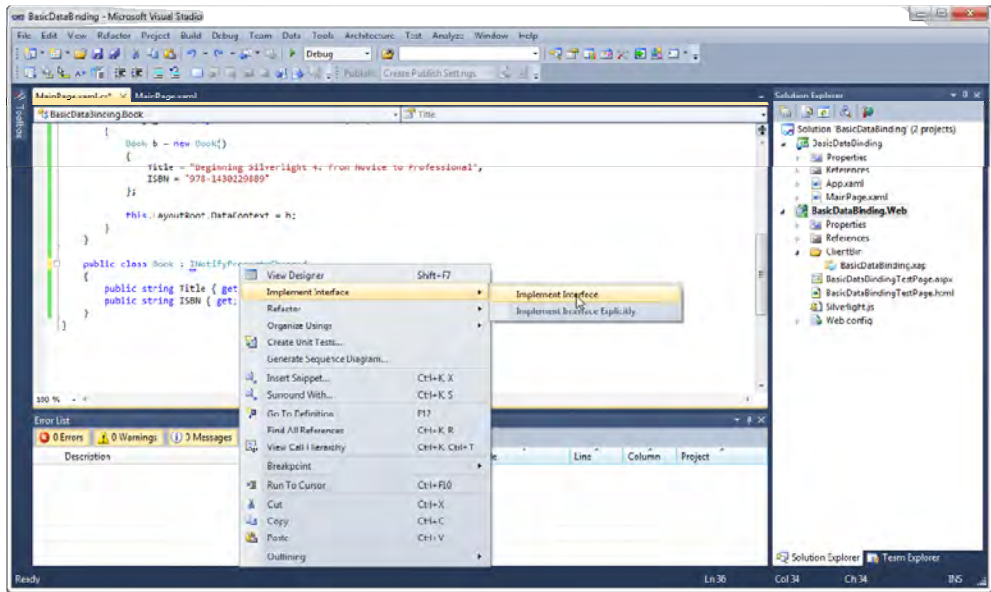 BasicDataBinding - Microsoft Visual Studio
File Edit View Refactor Project Build Debug Team Data Tools Architecture Test Analyze Window Help
Debug
Publish: Create Publish Settings
MainPage.xaml.cs* MainPage.xaml
BasicDataBinding.Book Title
{
Book b = new Book()
{
Title = "Beginning Silverlight 4: From Novice to Professional",
ISBN = "978-1430229889"
};
this.LayoutRoot.DataContext = b;
}
}
public class Book : INotifyPropertyChanged
{
public string Title { get
public string ISBN { get;
}
}
100 %
View Designer Shift+F7
Implement Interface
Refactor
Organize Usings
Create Unit Tests...
Generate Sequence Diagram...
Insert Snippet... Ctrl+K, X
Surround With... Ctrl+K, S
Go To Definition F12
Find All References Ctrl+K, R
View Call Hierarchy Ctrl+K, Ctrl+T
Breakpoint
Run To Cursor Ctrl+F10
Cut Ctrl+X
Copy Ctrl+C
Paste Ctrl+V
Outlining
Implement Interface
Implement Interface Explicitly
Error List
0 Errors 0 Warnings 0 Messages
Description Line Column Project
Toolbox
Solution Explorer
Solution 'BasicDataBinding' (2 projects)
BasicDataBinding
Properties
References
App.xaml
MainPage.xaml
BasicDataBinding.Web
Properties
References
ClientBin
BasicDataBinding.xap
BasicDataBindingTestPage.aspx
BasicDataBindingTestPage.html
Silverlight.js
Web.config
Solution Explorer Team Explorer
Ready Ln 36 Col 34 Ch 34 INS